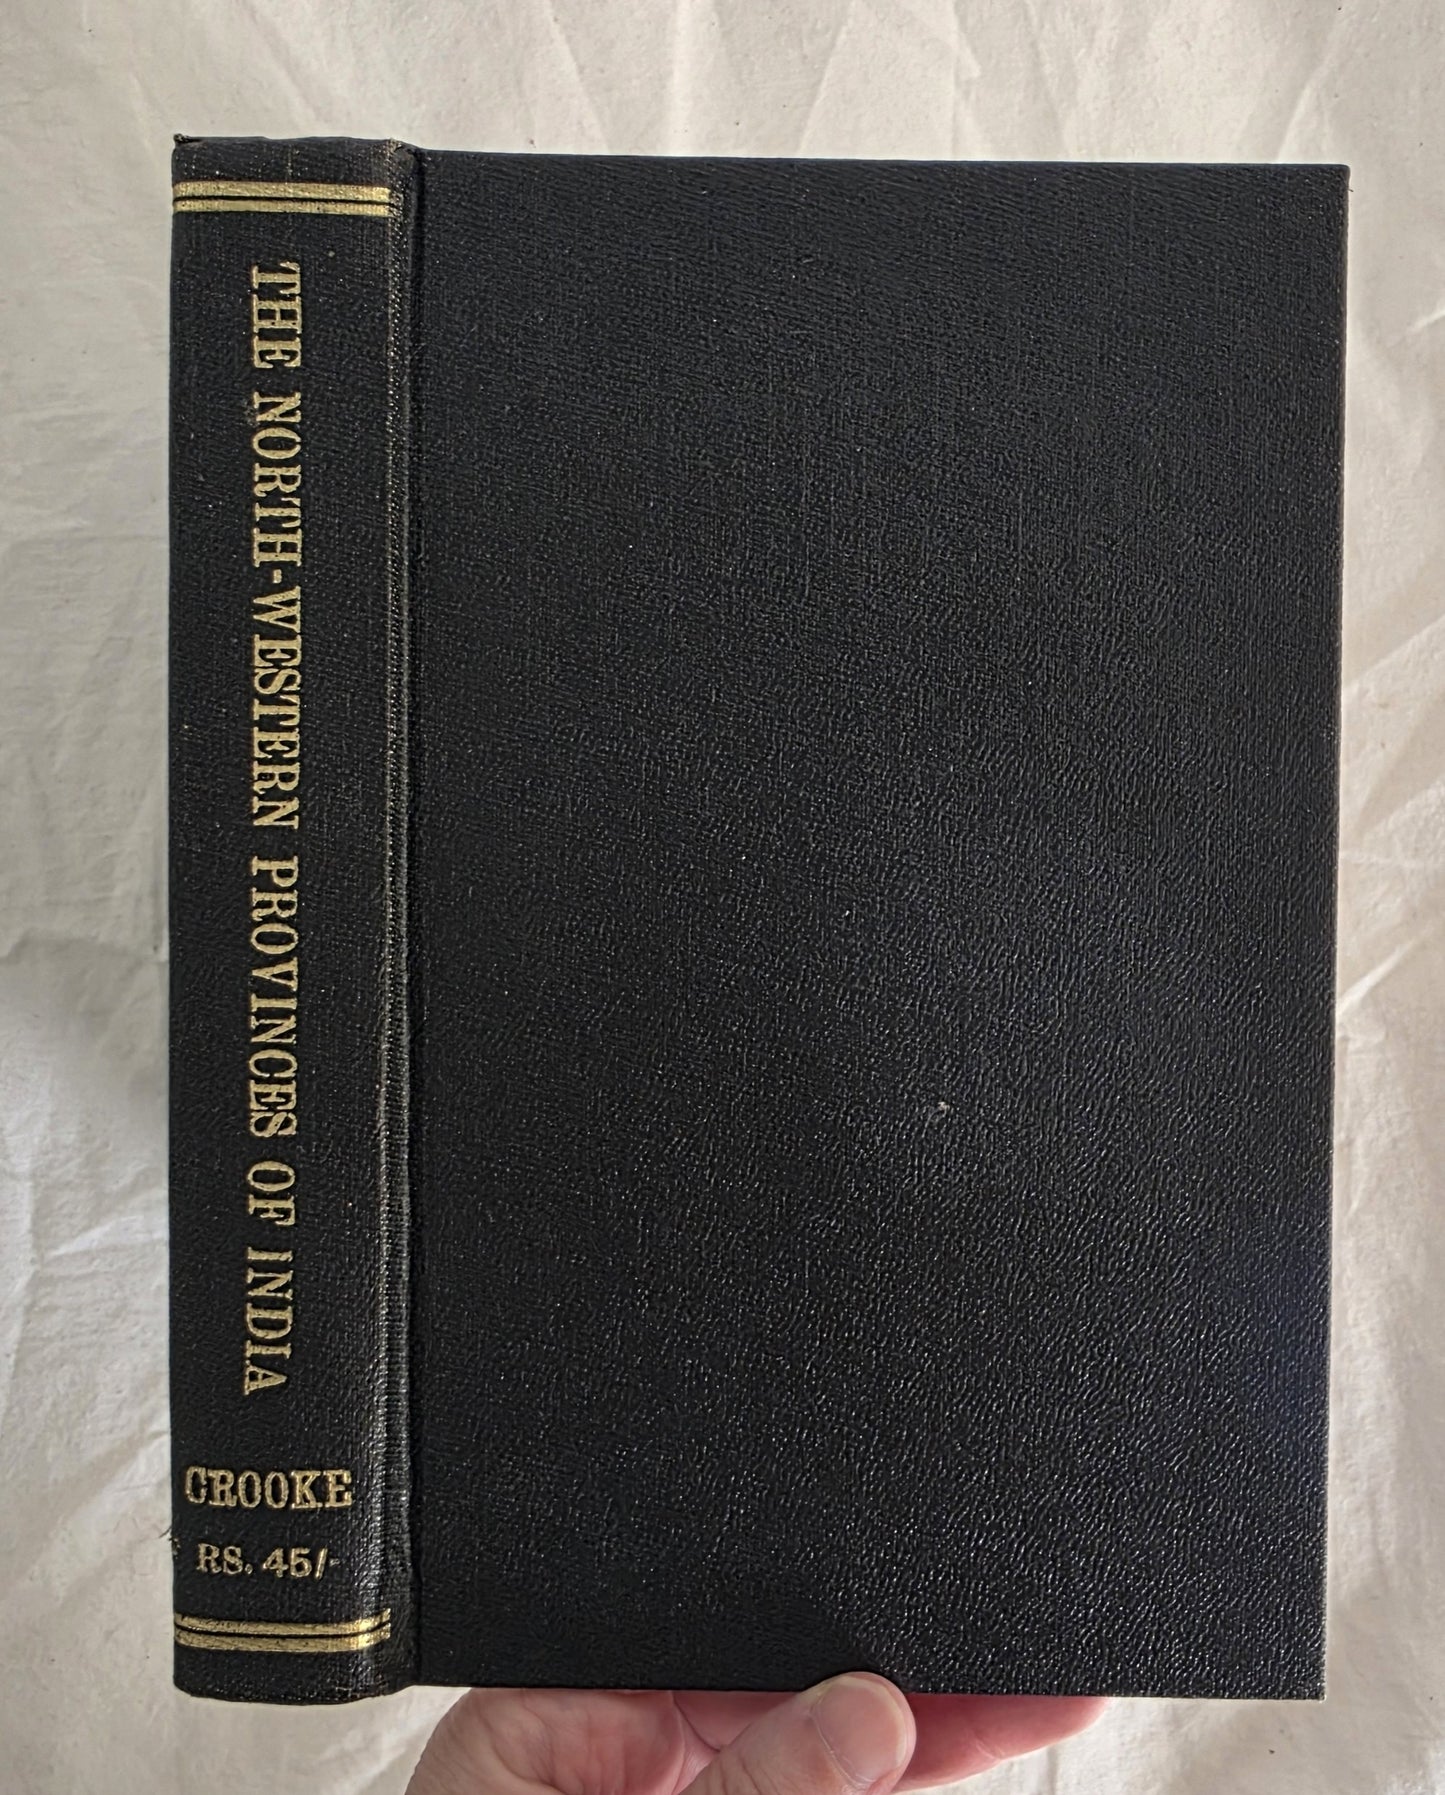 THE NORTH-WESTERN PROVINCES OF INDIA
CROOKE
RS. 45/-